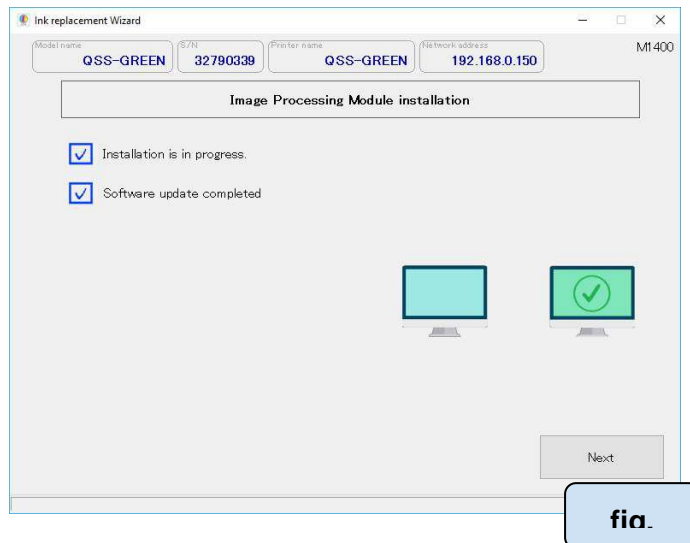 Ink replacement Wizard
Model name
QSS-GREEN
S/N
32790339
Printer name
QSS-GREEN
Network address
192.168.0.150
M1400
Image Processing Module installation
Installation is in progress.
Software update completed
Next
fig.